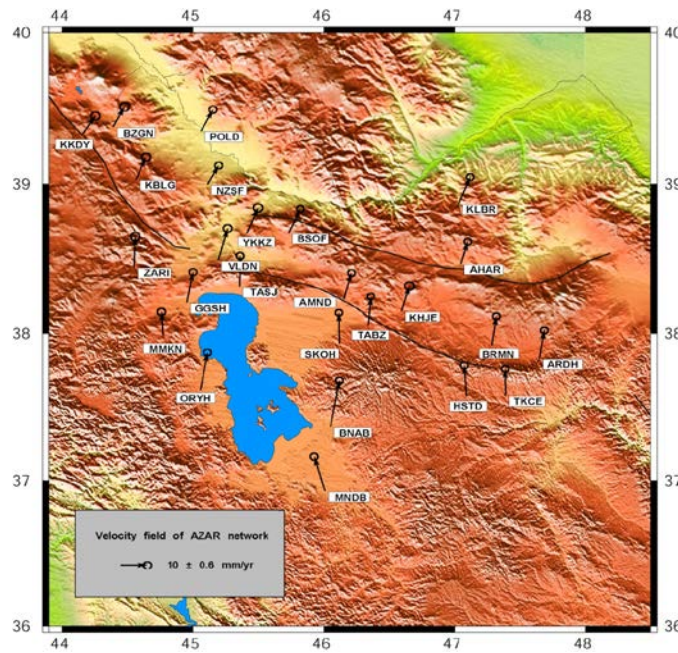 44 45 46 47 48
40 40
BZGN
POLD
KKDY
KBLG
39 39
NZSF
KLBR
YKKZ
BSOF
ZARI
VLDN
AHAR
TASJ
GGSH
AMND
KHJE
38 38
MMKN
TABZ
SKOH
BRMN
ARDH
ORYH
HSTD
TKCE
BNAB
37 37
MNDB
Velocity field of AZAR network
10 ± 0.6 mm/yr
36 36
44 45 46 47 48